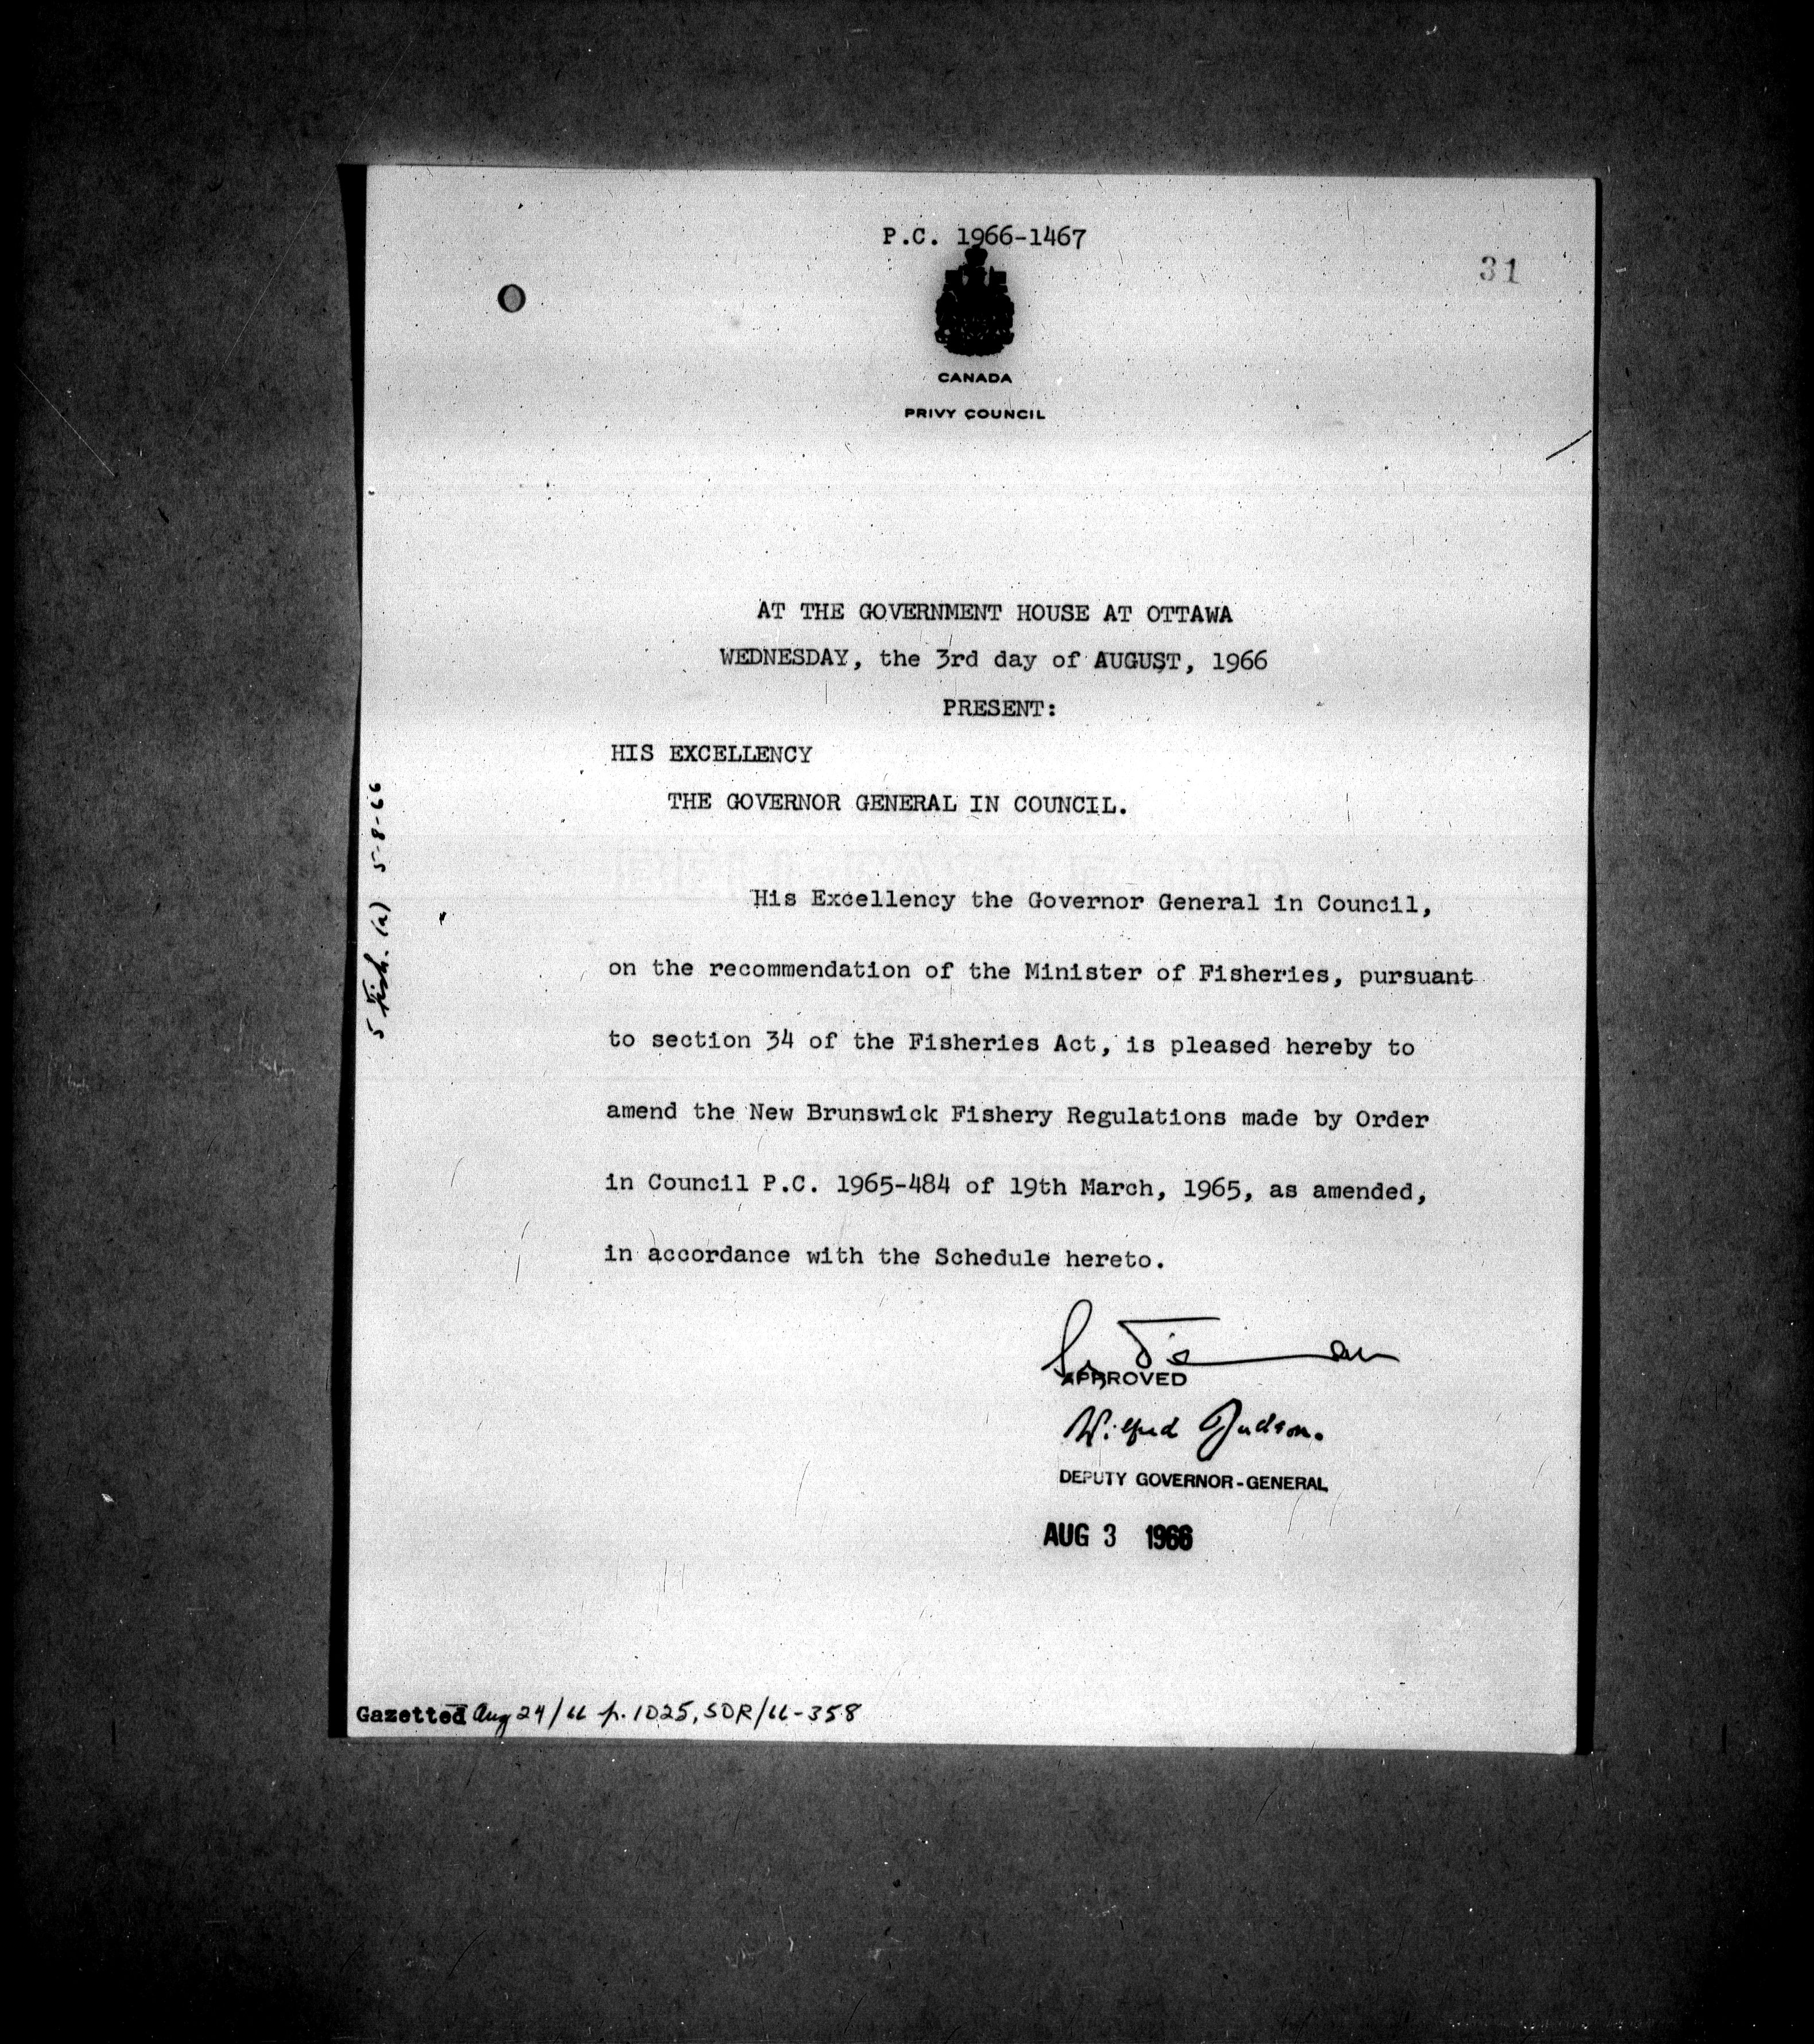 P.C. 1966-1467
31
CANADA
PRIVY COUNCIL
AT THE GOVERNMENT HOUSE AT OTTAWA
WEDNESDAY, the 3rd day of AUGUST, 1966
PRESENT:
HIS EXCELLENCY
THE GOVERNOR GENERAL IN COUNCIL.
5 Fish. (a) 5-8-66
His Excellency the Governor General in Council,
on the recommendation of the Minister of Fisheries, pursuant
to section 34 of the Fisheries Act, is pleased hereby to
amend the New Brunswick Fishery Regulations made by Order
in Council P.C. 1965-484 of 19th March, 1965, as amended,
in accordance with the Schedule hereto.
APPROVED
Wilfred Judson.
DEPUTY GOVERNOR-GENERAL
AUG 3 1966
Gazetted Aug 24/66 p. 1025, SOR/66-358